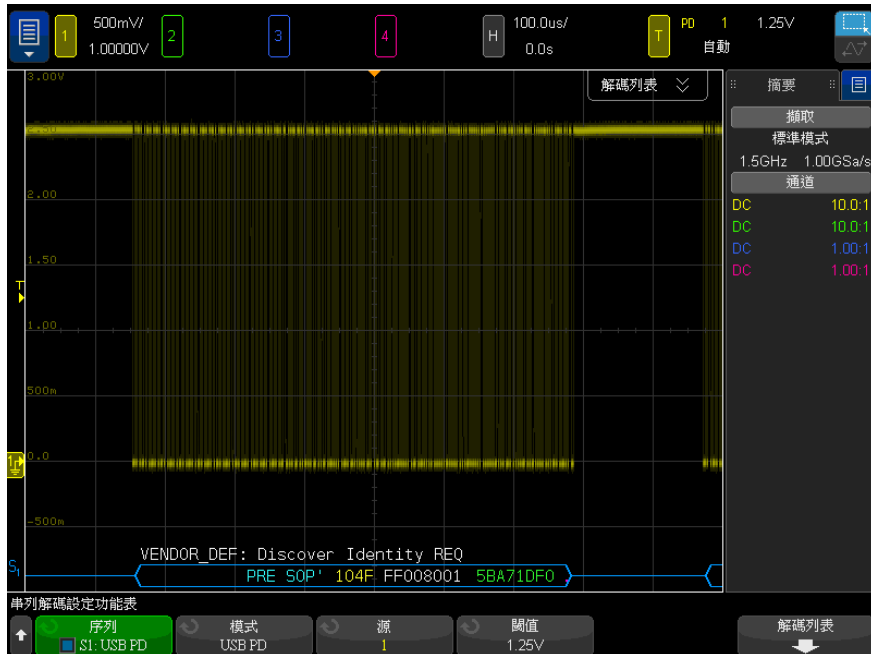 1
500mV/
1.00000V
2
3
4
H
100.0us/
0.0s
T
PD
1
1.25V
自動
3.00V
解碼列表
摘要
擷取
標準模式
1.5GHz 1.00GSa/s
通道
DC 10.0:1
DC 10.0:1
DC 1.00:1
DC 1.00:1
2.50
2.00
1.50
T
1.00
500m
0.0
1
-500m
VENDOR_DEF: Discover Identity REQ
S1
PRE SOP' 104F FF008001 5BA71DF0
串列解碼設定功能表
序列
S1: USB PD
模式
USB PD
源
1
閾值
1.25V
解碼列表